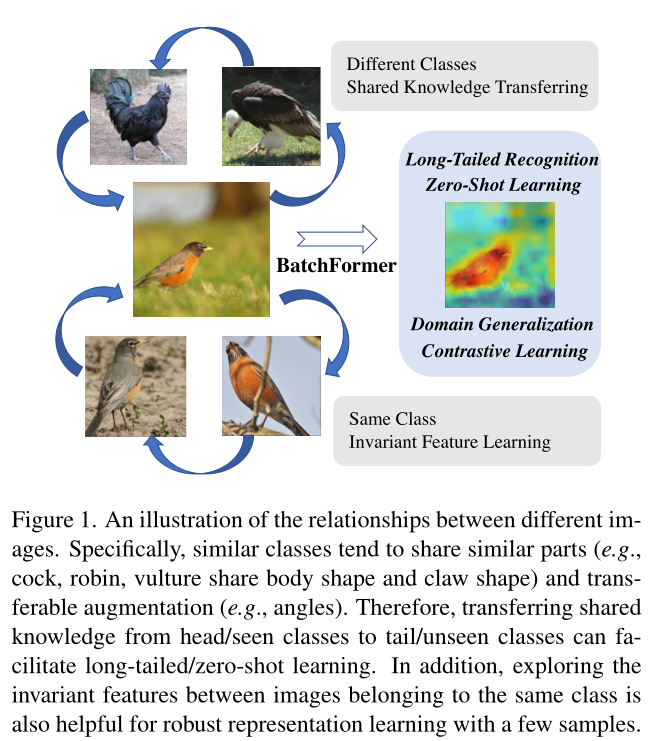 Different Classes
Shared Knowledge Transferring
Long-Tailed Recognition
Zero-Shot Learning
BatchFormer
Domain Generalization
Contrastive Learning
Same Class
Invariant Feature Learning
Figure 1. An illustration of the relationships between different im-
ages. Specifically, similar classes tend to share similar parts (e.g.,
cock, robin, vulture share body shape and claw shape) and trans-
ferable augmentation (e.g., angles). Therefore, transferring shared
knowledge from head/seen classes to tail/unseen classes can fa-
cilitate long-tailed/zero-shot learning. In addition, exploring the
invariant features between images belonging to the same class is
also helpful for robust representation learning with a few samples.